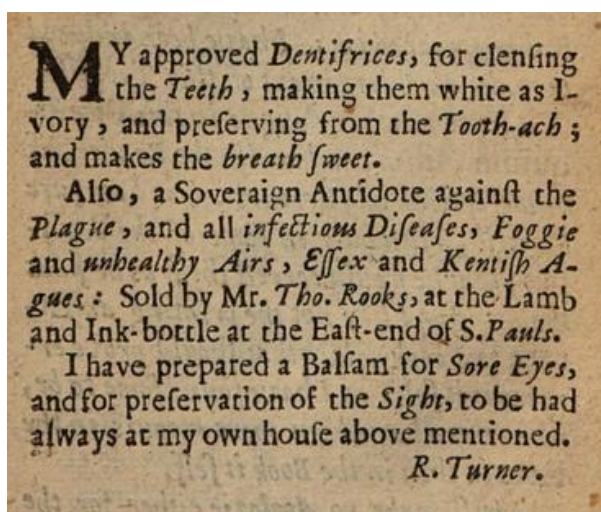 MY approved Dentifrices, for clenſing
the Teeth, making them white as I-
vory, and preſerving from the Tooth-ach;
and makes the breath ſweet.
Alſo, a Soveraign Antidote againſt the
Plague, and all infectious Diſeaſes, Foggie
and unhealthy Airs, Eſſex and Kentiſh A-
gues: Sold by Mr. Tho. Rooks, at the Lamb
and Ink-bottle at the Eaſt-end of S. Pauls.
I have prepared a Balſam for Sore Eyes,
and for preſervation of the Sight, to be had
always at my own houſe above mentioned.
R. Turner.